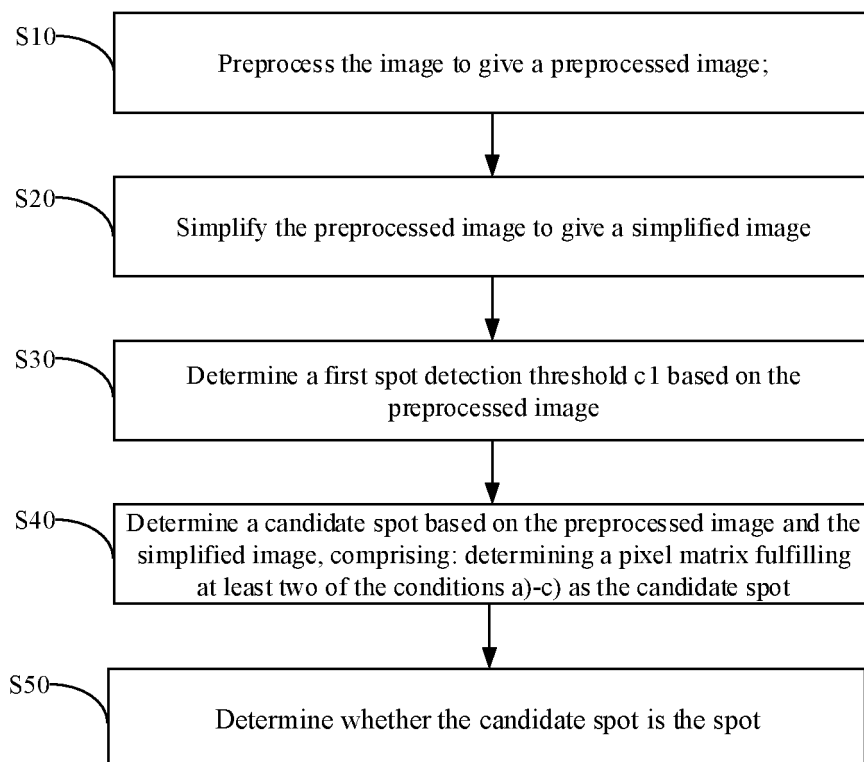 S10
Preprocess the image to give a preprocessed image;
S20
Simplify the preprocessed image to give a simplified image
S30
Determine a first spot detection threshold c1 based on the
preprocessed image
S40
Determine a candidate spot based on the preprocessed image and the
simplified image, comprising: determining a pixel matrix fulfilling
at least two of the conditions a)-c) as the candidate spot
S50
Determine whether the candidate spot is the spot